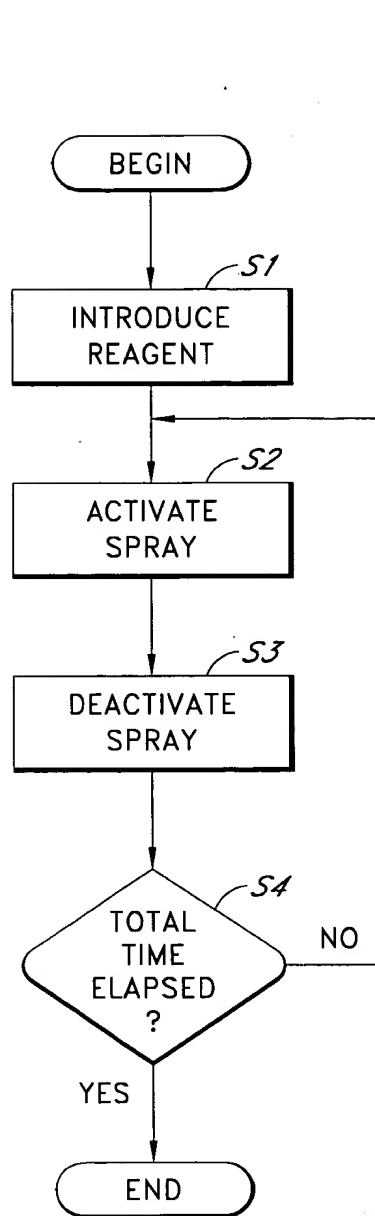 BEGIN
S1
INTRODUCE
REAGENT
S2
ACTIVATE
SPRAY
S3
DEACTIVATE
SPRAY
S4
TOTAL
TIME
ELAPSED
?
NO
YES
END